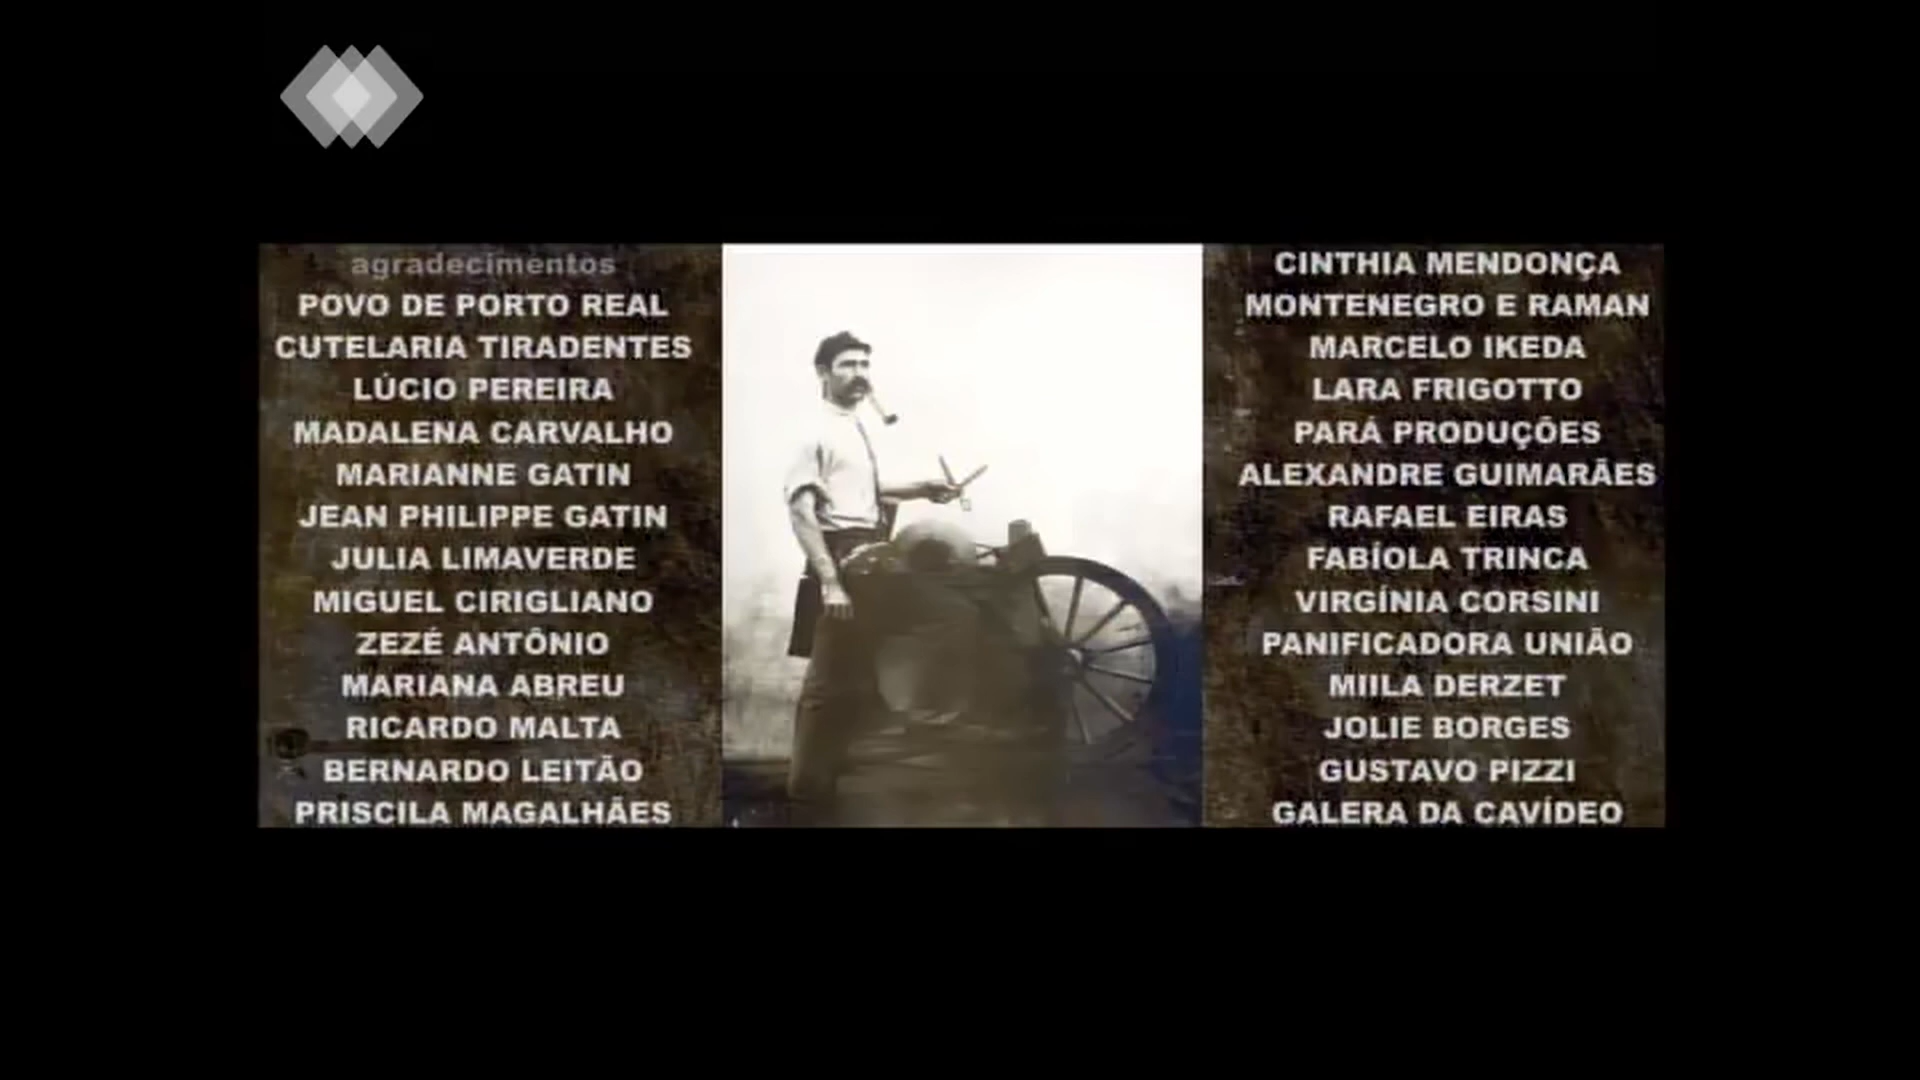 agradecimentos
POVO DE PORTO REAL
CUTELARIA TIRADENTES
LÚCIO PEREIRA
MADALENA CARVALHO
MARIANNE GATIN
JEAN PHILIPPE GATIN
JULIA LIMAVERDE
MIGUEL CIRIGLIANO
ZEZÉ ANTÔNIO
MARIANA ABREU
RICARDO MALTA
BERNARDO LEITÃO
PRISCILA MAGALHÃES
CINTHIA MENDONÇA
MONTENEGRO E RAMAN
MARCELO IKEDA
LARA FRIGOTTO
PARÁ PRODUÇÕES
ALEXANDRE GUIMARÃES
RAFAEL EIRAS
FABÍOLA TRINCA
VIRGÍNIA CORSINI
PANIFICADORA UNIÃO
MIILA DERZET
JOLIE BORGES
GUSTAVO PIZZI
GALERA DA CAVÍDEO